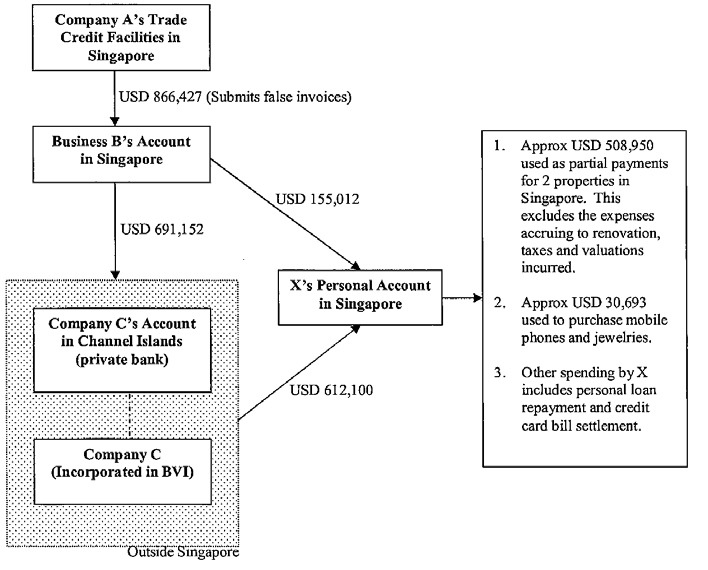 Company A's Trade
Credit Facilities in
Singapore
USD 866,427 (Submits false invoices)
Business B's Account
in Singapore
USD 155,012
USD 691,152
X's Personal Account
in Singapore
Company C's Account
in Channel Islands
(private bank)
USD 612,100
Company C
(Incorporated in BVI)
Outside Singapore
1. Approx USD 508,950
used as partial payments
for 2 properties in
Singapore. This
excludes the expenses
accruing to renovation,
taxes and valuations
incurred.
2. Approx USD 30,693
used to purchase mobile
phones and jewelries.
3. Other spending by X
includes personal loan
repayment and credit
card bill settlement.